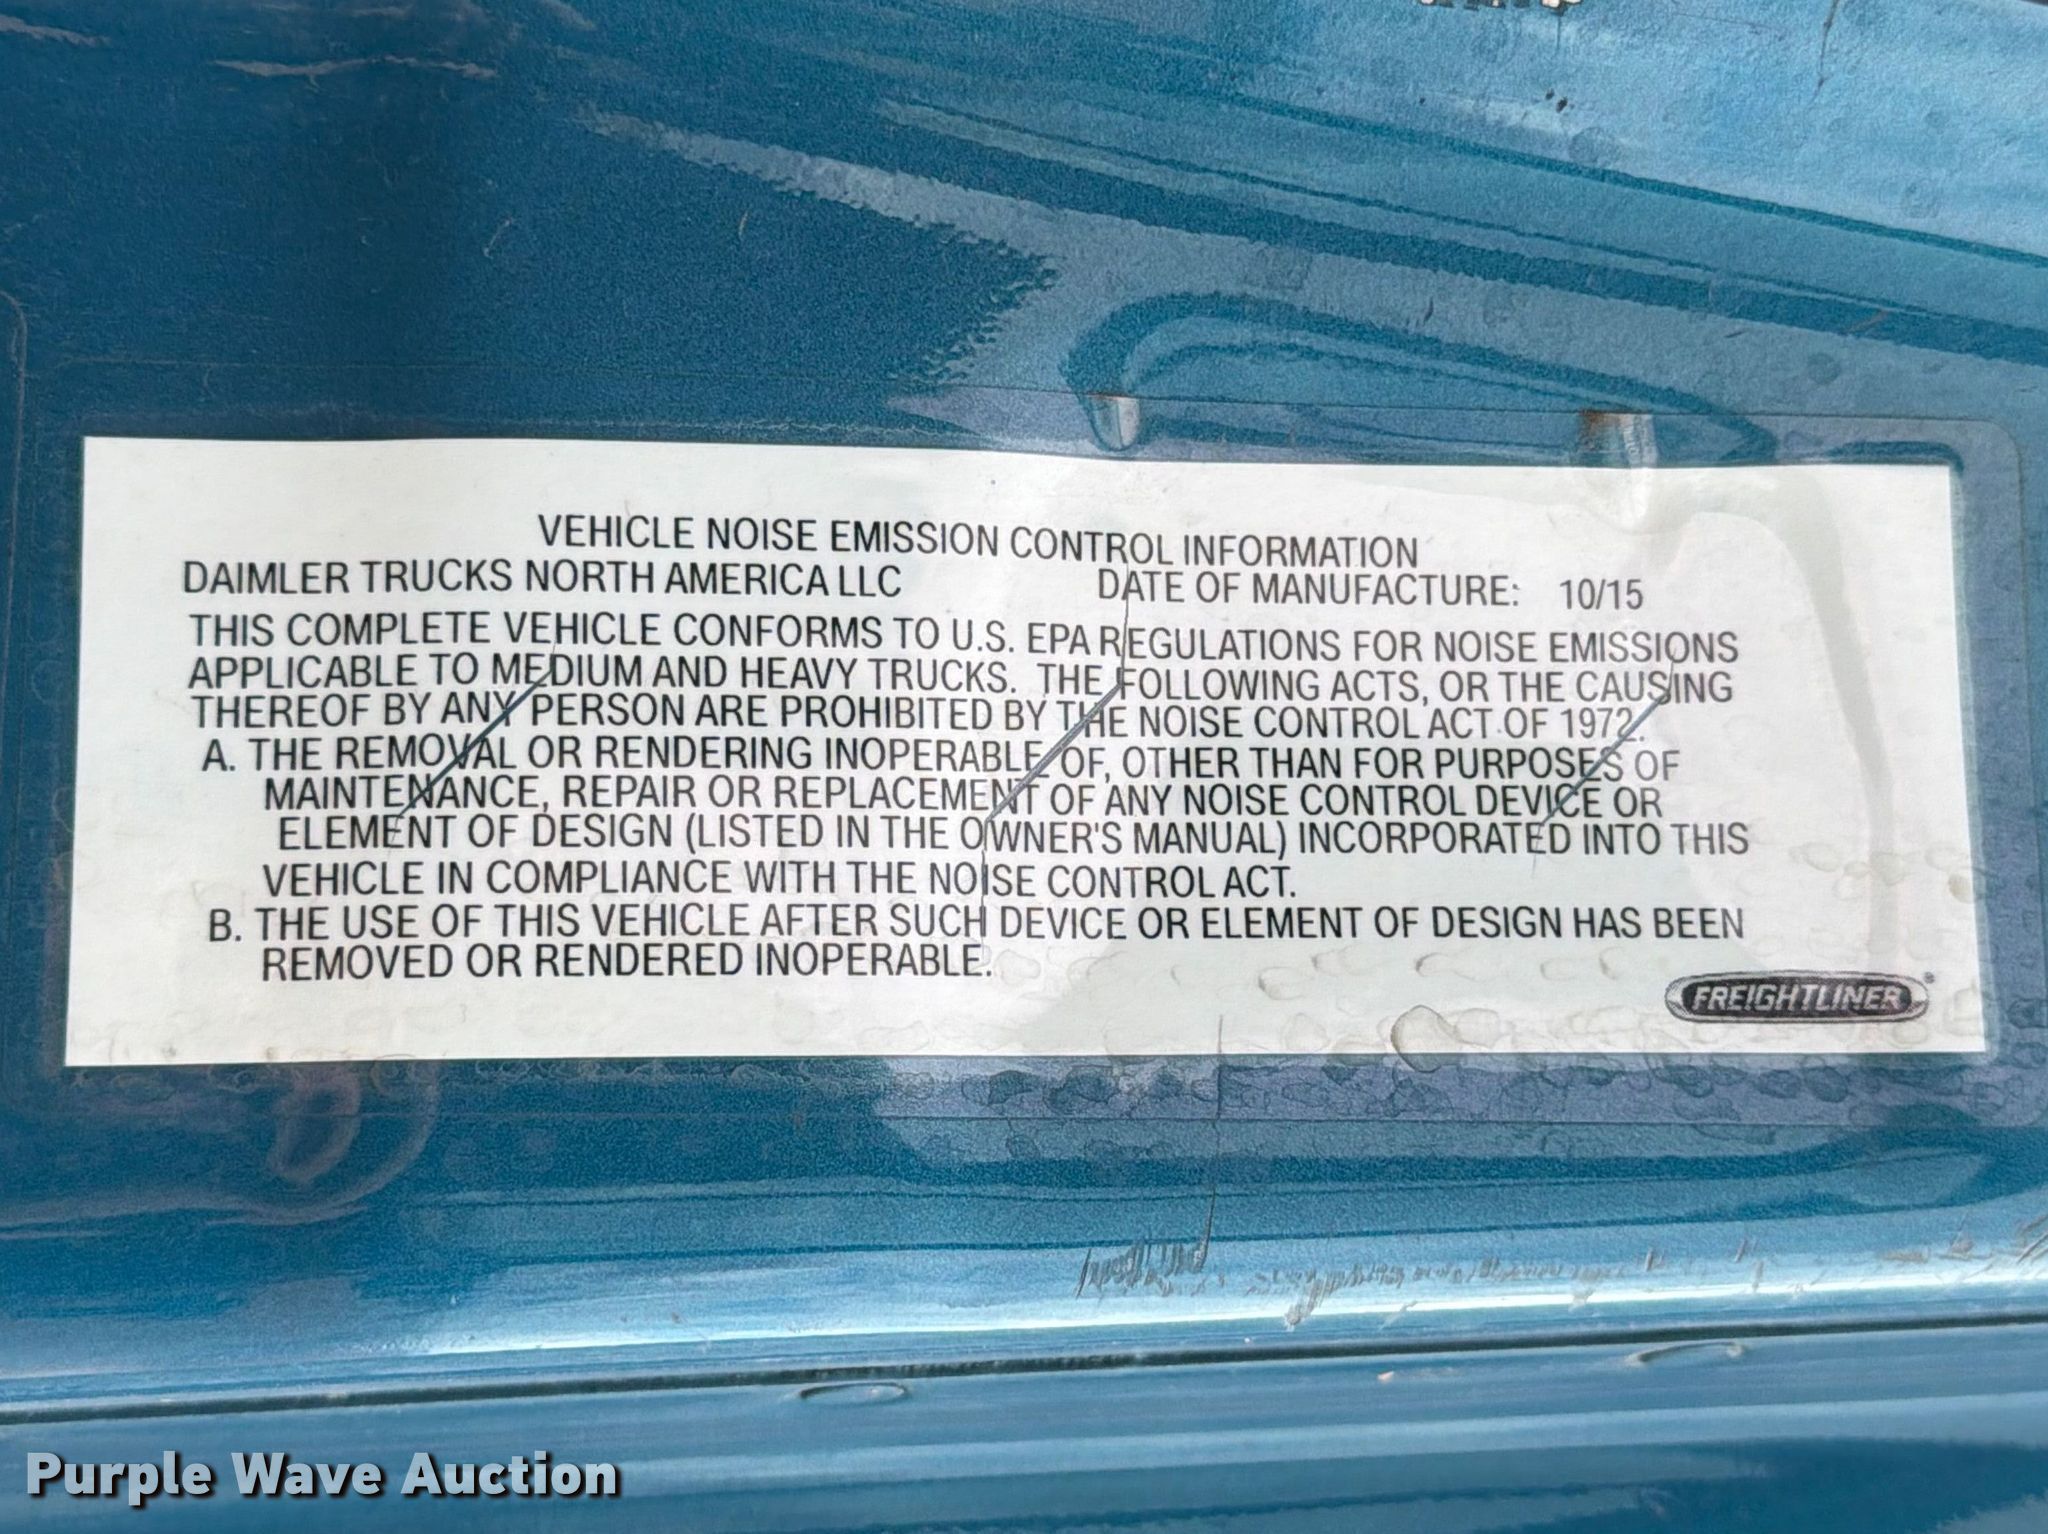 VEHICLE NOISE EMISSION CONTROL INFORMATION
DAIMLER TRUCKS NORTH AMERICA LLC DATE OF MANUFACTURE: 10/15
THIS COMPLETE VEHICLE CONFORMS TO U.S. EPA REGULATIONS FOR NOISE EMISSIONS
APPLICABLE TO MEDIUM AND HEAVY TRUCKS. THE FOLLOWING ACTS, OR THE CAUSING
THEREOF BY ANY PERSON ARE PROHIBITED BY THE NOISE CONTROL ACT OF 1972.
A. THE REMOVAL OR RENDERING INOPERABLE OF, OTHER THAN FOR PURPOSES OF
MAINTENANCE, REPAIR OR REPLACEMENT OF ANY NOISE CONTROL DEVICE OR
ELEMENT OF DESIGN (LISTED IN THE OWNER'S MANUAL) INCORPORATED INTO THIS
VEHICLE IN COMPLIANCE WITH THE NOISE CONTROL ACT.
B. THE USE OF THIS VEHICLE AFTER SUCH DEVICE OR ELEMENT OF DESIGN HAS BEEN
REMOVED OR RENDERED INOPERABLE.
FREIGHTLINER®
Purple Wave Auction